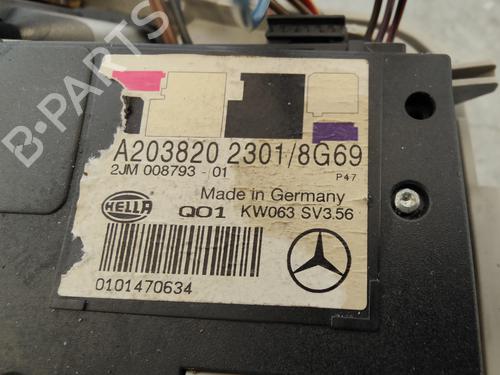 A203820 2301/8G69
2JM 008793 - 01 P47
Made in Germany
HELLA Q01 KW063 SV3.56
0101470634
B-PARTS